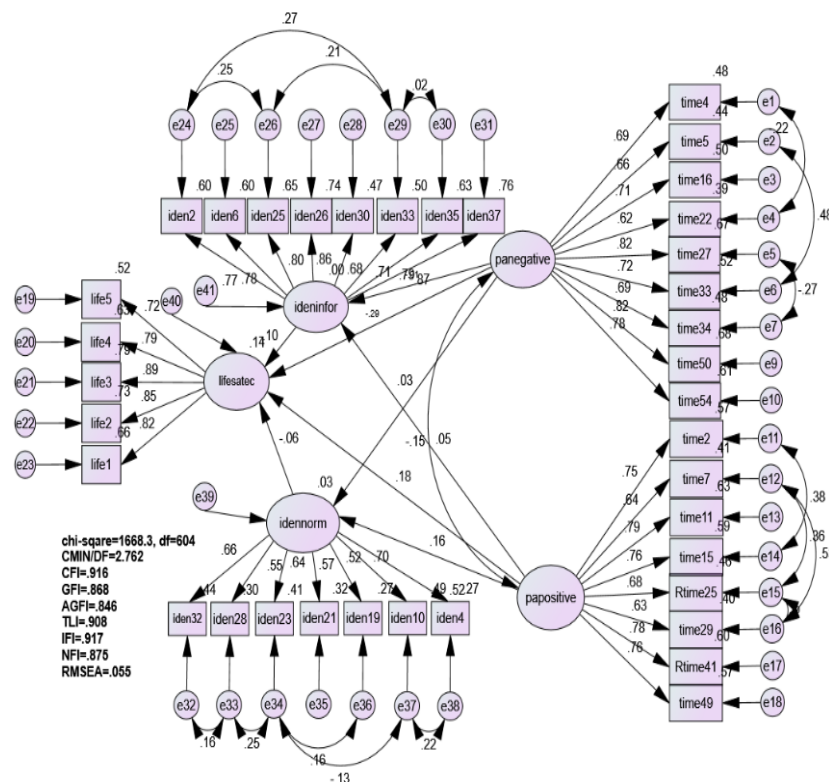 .27
.21
.25
.02
e24 e25 e26 e27 e28 e29 e30 e31
.60 .60 .65 .74 .47 .50 .63 .76
iden2 iden6 iden25 iden26 iden30 iden33 iden35 iden37
.77 .78 .80 .86 .00 .68 .71 .87
e41
ideninfor
e40
.52
e19 life5 .72
e20 life4 .79
e21 life3 .89
.73 .85
e22 life2 .82
.66
e23 life1
.10
lifesatec
-.29
-.06
.03
-.15 .05
.18
.16
e39
.03
idennorm
.66 .30 .55 .64 .57 .52 .70
.44 .41 .32 .27 .49 .52 .27
iden32 iden28 iden23 iden21 iden19 iden10 iden4
e32 e33 e34 e35 e36 e37 e38
.16 .25 .16 .22
-.13
chi-sqare=1668.3, df=604
CMIN/DF=2.762
CFI=.916
GFI=.868
AGFI=.846
TLI=.908
IFI=.917
NFI=.875
RMSEA=.055
panegative
.48
.69 time4 e1
.44
.66 time5 e2
.22
.50
.71 time16 e3
.39
.62 time22 e4
.48
.67
.82 time27 e5
.52
.72 time33 e6
-.27
.48
.69 time34 e7
.68
.82 time50 e9
.61
.78 time54 e10
papositive
.57
.75 time2 e11
.41
.64 time7 e12
.63
.79 time11 e13
.38
.59
.76 time15 e14
.36
.46
.68 Rtime25 e15
.40
.63 time29 e16
.60
.78 Rtime41 e17
.57
.76 time49 e18